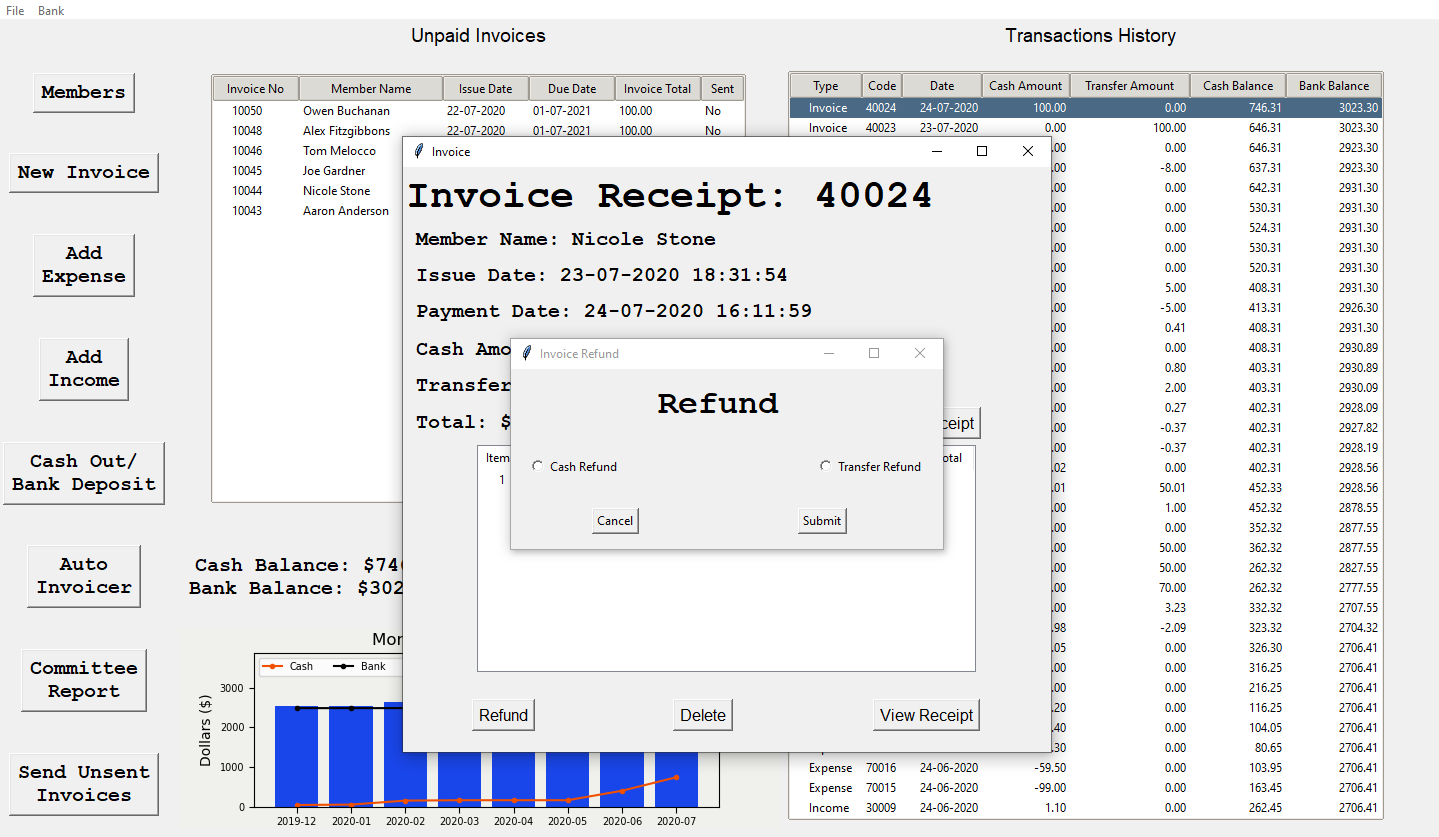 File Bank
Unpaid Invoices
Transactions History
Members
New Invoice
Add
Expense
Add
Income
Cash Out/
Bank Deposit
Auto
Invoicer
Committee
Report
Send Unsent
Invoices
Invoice No Member Name Issue Date Due Date Invoice Total Sent
10050 Owen Buchanan 22-07-2020 01-07-2021 100.00 No
10048 Alex Fitzgibbons 22-07-2020 01-07-2021 100.00 No
10046 Tom Melocco
10045 Joe Gardner
10044 Nicole Stone
10043 Aaron Anderson
Cash Balance: $74
Bank Balance: $302
Mon
Cash Bank
Dollars ($)
3000
2000
1000
0
2019-12 2020-01 2020-02 2020-03 2020-04 2020-05 2020-06 2020-07
Invoice
Invoice Receipt: 40024
Member Name: Nicole Stone
Issue Date: 23-07-2020 18:31:54
Payment Date: 24-07-2020 16:11:59
Cash Amo
Transfer
Total: $
ceipt
Item otal
1
Refund Delete View Receipt
Invoice Refund
Refund
Cash Refund Transfer Refund
Cancel Submit
Type Code Date Cash Amount Transfer Amount Cash Balance Bank Balance
Invoice 40024 24-07-2020 100.00 0.00 746.31 3023.30
Invoice 40023 23-07-2020 0.00 100.00 646.31 3023.30
.00 0.00 646.31 2923.30
.00 -8.00 637.31 2923.30
.00 0.00 642.31 2931.30
.00 0.00 530.31 2931.30
.00 0.00 524.31 2931.30
.00 0.00 530.31 2931.30
.00 0.00 520.31 2931.30
.00 5.00 408.31 2931.30
.00 -5.00 413.31 2926.30
.00 0.41 408.31 2931.30
.00 0.00 408.31 2930.89
.00 0.80 403.31 2930.89
.00 2.00 403.31 2930.09
.00 0.27 402.31 2928.09
.00 -0.37 402.31 2927.82
.00 -0.37 402.31 2928.19
.02 0.00 402.31 2928.56
.01 50.01 452.33 2928.56
.00 1.00 452.32 2878.55
.00 0.00 352.32 2877.55
.00 50.00 362.32 2877.55
.00 50.00 262.32 2827.55
.00 70.00 262.32 2777.55
.00 3.23 332.32 2707.55
.98 -2.09 323.32 2704.32
.05 0.00 326.30 2706.41
.00 0.00 316.25 2706.41
.00 0.00 216.25 2706.41
.20 0.00 116.25 2706.41
.40 0.00 104.05 2706.41
.30 0.00 80.65 2706.41
Expense 70016 24-06-2020 -59.50 0.00 103.95 2706.41
Expense 70015 24-06-2020 -99.00 0.00 163.45 2706.41
Income 30009 24-06-2020 1.10 0.00 262.45 2706.41